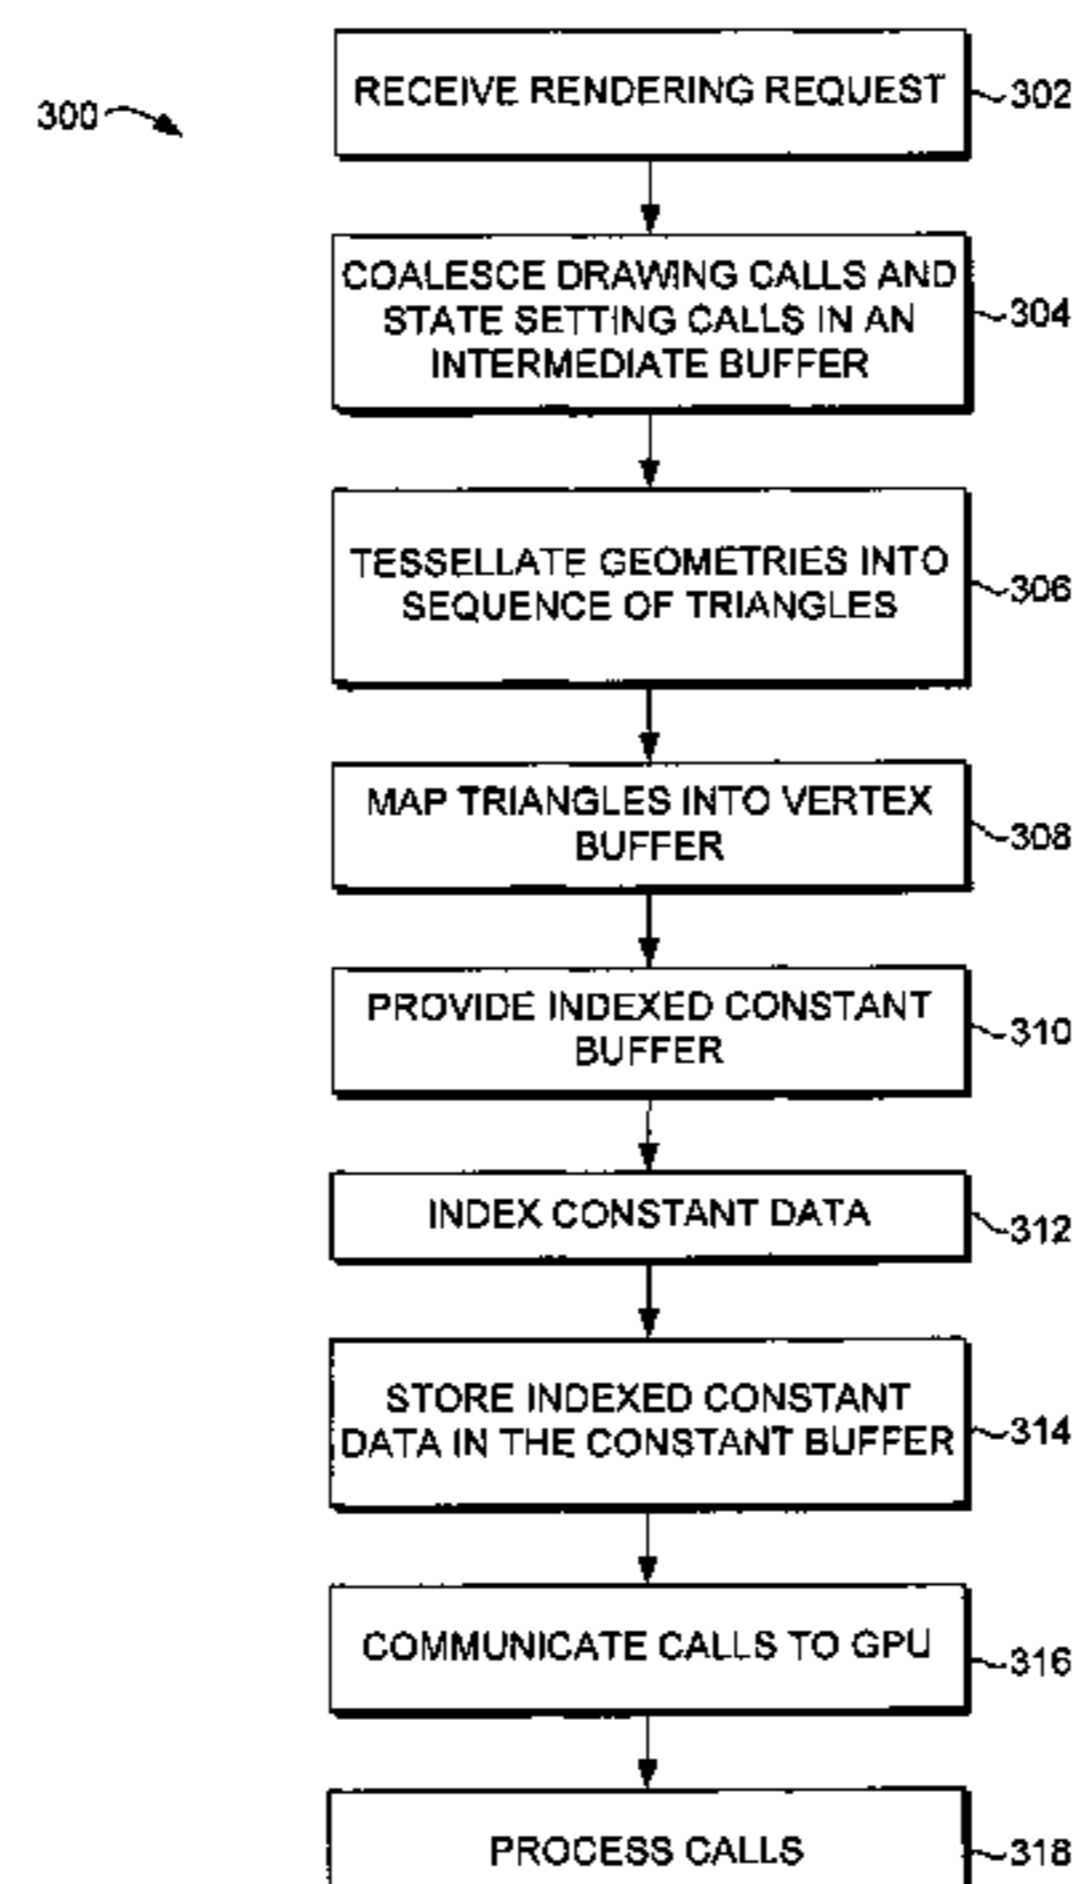 300
RECEIVE RENDERING REQUEST
302
COALESCE DRAWING CALLS AND
STATE SETTING CALLS IN AN
INTERMEDIATE BUFFER
304
TESSELLATE GEOMETRIES INTO
SEQUENCE OF TRIANGLES
306
MAP TRIANGLES INTO VERTEX
BUFFER
308
PROVIDE INDEXED CONSTANT
BUFFER
310
INDEX CONSTANT DATA
312
STORE INDEXED CONSTANT
DATA IN THE CONSTANT BUFFER
314
COMMUNICATE CALLS TO GPU
316
PROCESS CALLS
318